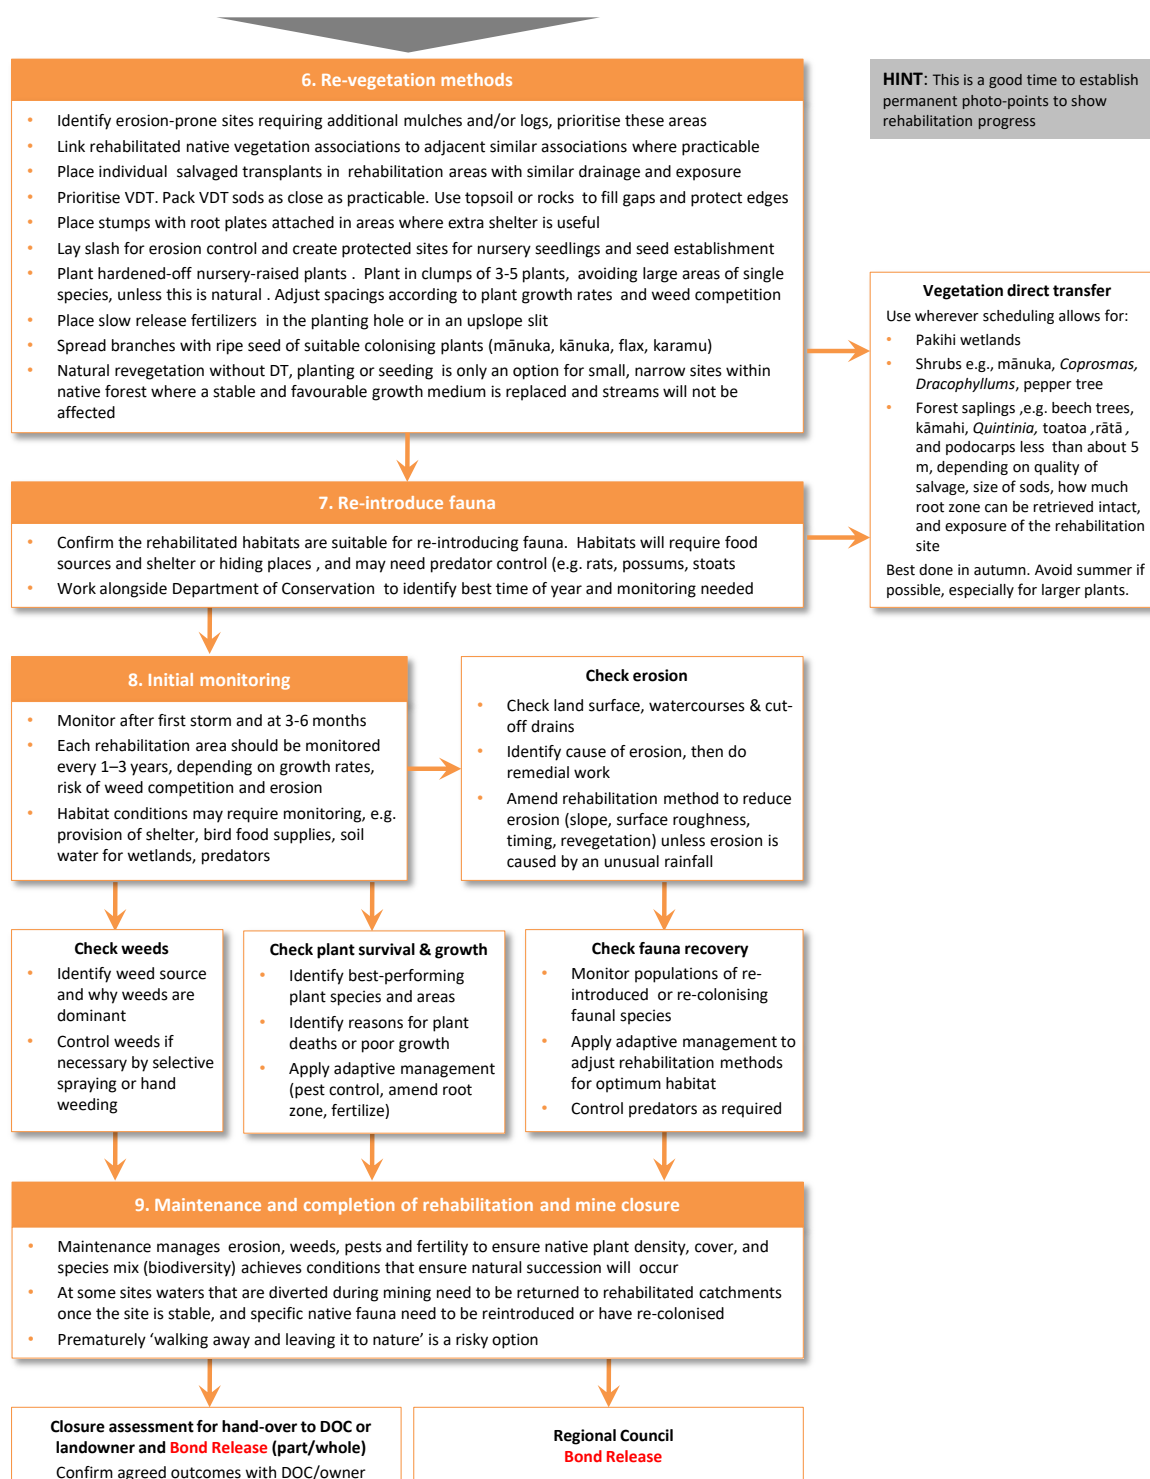 6. Re-vegetation methods
• Identify erosion-prone sites requiring additional mulches and/or logs, prioritise these areas
• Link rehabilitated native vegetation associations to adjacent similar associations where practicable
• Place individual salvaged transplants in rehabilitation areas with similar drainage and exposure
• Prioritise VDT. Pack VDT sods as close as practicable. Use topsoil or rocks to fill gaps and protect edges
• Place stumps with root plates attached in areas where extra shelter is useful
• Lay slash for erosion control and create protected sites for nursery seedlings and seed establishment
• Plant hardened-off nursery-raised plants . Plant in clumps of 3-5 plants, avoiding large areas of single
species, unless this is natural . Adjust spacings according to plant growth rates and weed competition
• Place slow release fertilizers in the planting hole or in an upslope slit
• Spread branches with ripe seed of suitable colonising plants (mānuka, kānuka, flax, karamu)
• Natural revegetation without DT, planting or seeding is only an option for small, narrow sites within
native forest where a stable and favourable growth medium is replaced and streams will not be
affected
HINT: This is a good time to establish
permanent photo-points to show
rehabilitation progress
Vegetation direct transfer
Use wherever scheduling allows for:
• Pakihi wetlands
• Shrubs e.g., mānuka, Coprosmas,
Dracophyllums, pepper tree
• Forest saplings ,e.g. beech trees,
kāmahi, Quintinia, toatoa ,rātā ,
and podocarps less than about 5
m, depending on quality of
salvage, size of sods, how much
root zone can be retrieved intact,
and exposure of the rehabilitation
site
Best done in autumn. Avoid summer if
possible, especially for larger plants.
7. Re-introduce fauna
• Confirm the rehabilitated habitats are suitable for re-introducing fauna. Habitats will require food
sources and shelter or hiding places , and may need predator control (e.g. rats, possums, stoats
• Work alongside Department of Conservation to identify best time of year and monitoring needed
8. Initial monitoring
• Monitor after first storm and at 3-6 months
• Each rehabilitation area should be monitored
every 1–3 years, depending on growth rates,
risk of weed competition and erosion
• Habitat conditions may require monitoring, e.g.
provision of shelter, bird food supplies, soil
water for wetlands, predators
Check erosion
• Check land surface, watercourses & cut-
off drains
• Identify cause of erosion, then do
remedial work
• Amend rehabilitation method to reduce
erosion (slope, surface roughness,
timing, revegetation) unless erosion is
caused by an unusual rainfall
Check weeds
• Identify weed source
and why weeds are
dominant
• Control weeds if
necessary by selective
spraying or hand
weeding
Check plant survival & growth
• Identify best-performing
plant species and areas
• Identify reasons for plant
deaths or poor growth
• Apply adaptive management
(pest control, amend root
zone, fertilize)
Check fauna recovery
• Monitor populations of re-
introduced or re-colonising
faunal species
• Apply adaptive management to
adjust rehabilitation methods
for optimum habitat
• Control predators as required
9. Maintenance and completion of rehabilitation and mine closure
• Maintenance manages erosion, weeds, pests and fertility to ensure native plant density, cover, and
species mix (biodiversity) achieves conditions that ensure natural succession will occur
• At some sites waters that are diverted during mining need to be returned to rehabilitated catchments
once the site is stable, and specific native fauna need to be reintroduced or have re-colonised
• Prematurely ‘walking away and leaving it to nature’ is a risky option
Closure assessment for hand-over to DOC or
landowner and Bond Release (part/whole)
Confirm agreed outcomes with DOC/owner
Regional Council
Bond Release